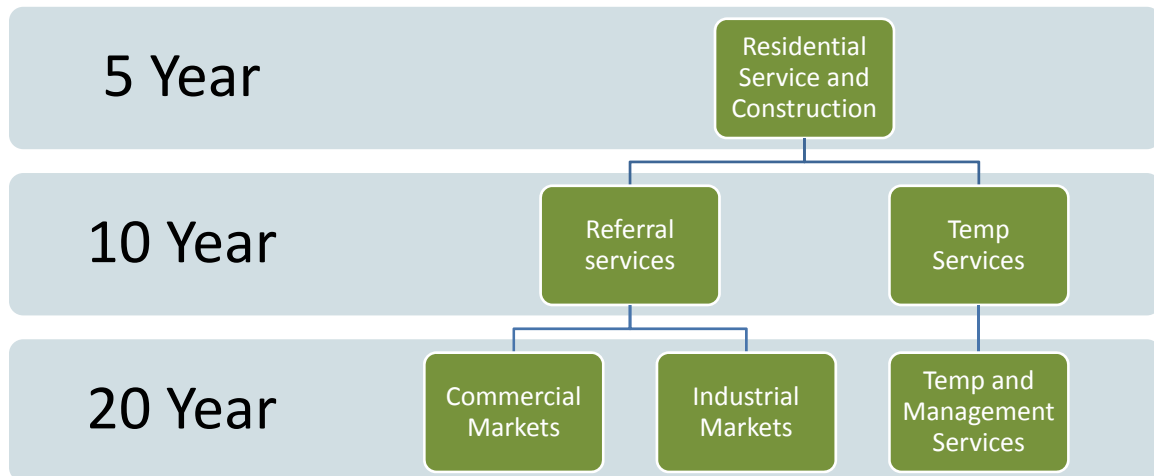 5 Year
Residential
Service and
Construction
10 Year
Referral
services
Temp
Services
20 Year
Commercial
Markets
Industrial
Markets
Temp and
Management
Services